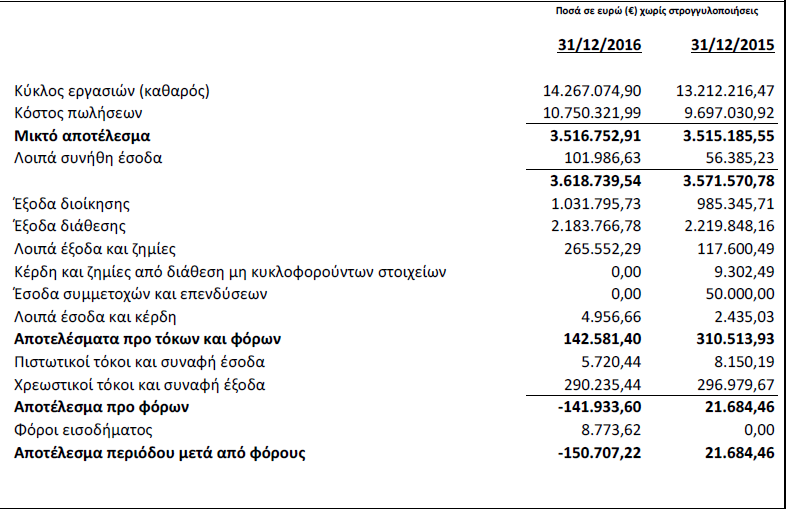 Ποσά σε ευρώ (€) χωρίς στρογγυλοποιήσεις
31/12/2016 31/12/2015
Κύκλος εργασιών (καθαρός) 14.267.074,90 13.212.216,47
Κόστος πωλήσεων 10.750.321,99 9.697.030,92
Μικτό αποτέλεσμα 3.516.752,91 3.515.185,55
Λοιπά συνήθη έσοδα 101.986,63 56.385,23
3.618.739,54 3.571.570,78
Έξοδα διοίκησης 1.031.795,73 985.345,71
Έξοδα διάθεσης 2.183.766,78 2.219.848,16
Λοιπά έξοδα και ζημίες 265.552,29 117.600,49
Κέρδη και ζημίες από διάθεση μη κυκλοφορούντων στοιχείων 0,00 9.302,49
Έσοδα συμμετοχών και επενδύσεων 0,00 50.000,00
Λοιπά έσοδα και κέρδη 4.956,66 2.435,03
Αποτελέσματα προ τόκων και φόρων 142.581,40 310.513,93
Πιστωτικοί τόκοι και συναφή έσοδα 5.720,44 8.150,19
Χρεωστικοί τόκοι και συναφή έξοδα 290.235,44 296.979,67
Αποτέλεσμα προ φόρων -141.933,60 21.684,46
Φόροι εισοδήματος 8.773,62 0,00
Αποτέλεσμα περιόδου μετά από φόρους -150.707,22 21.684,46